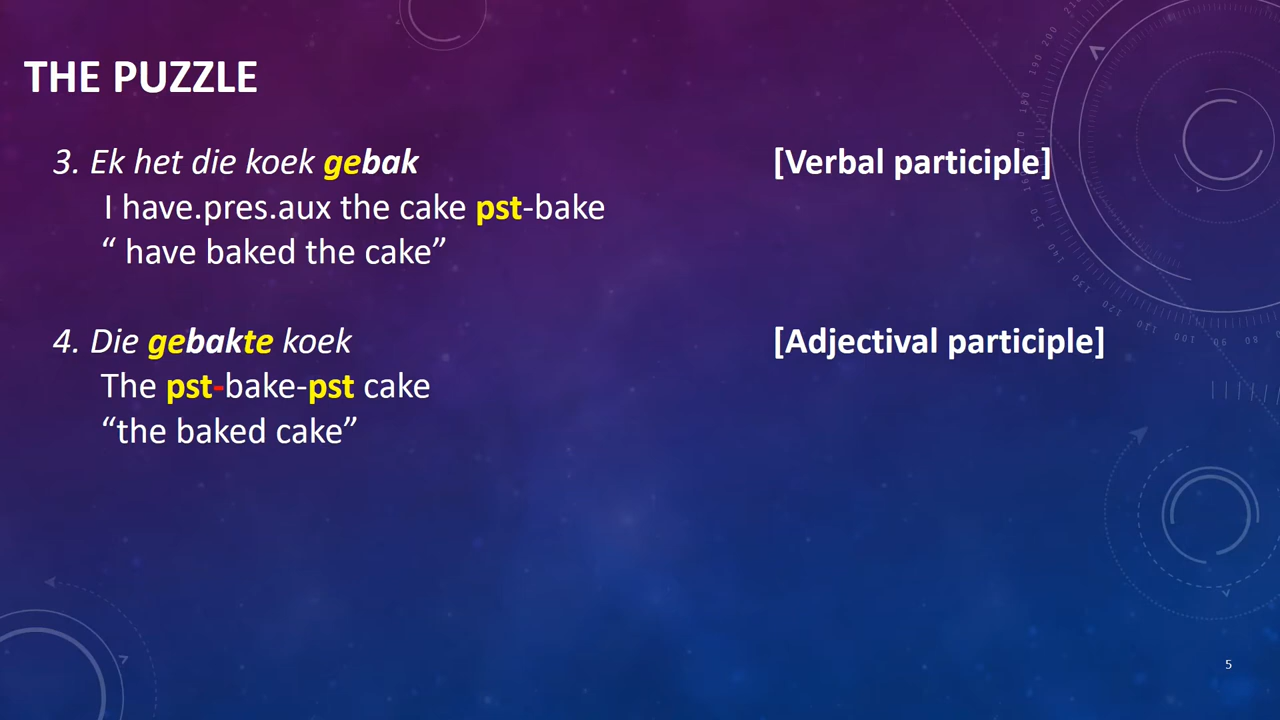 THE PUZZLE
3. Ek het die koek gebak [Verbal participle]
I have.pres.aux the cake pst-bake
“ have baked the cake”
4. Die gebakte koek [Adjectival participle]
The pst-bake-pst cake
“the baked cake”
5